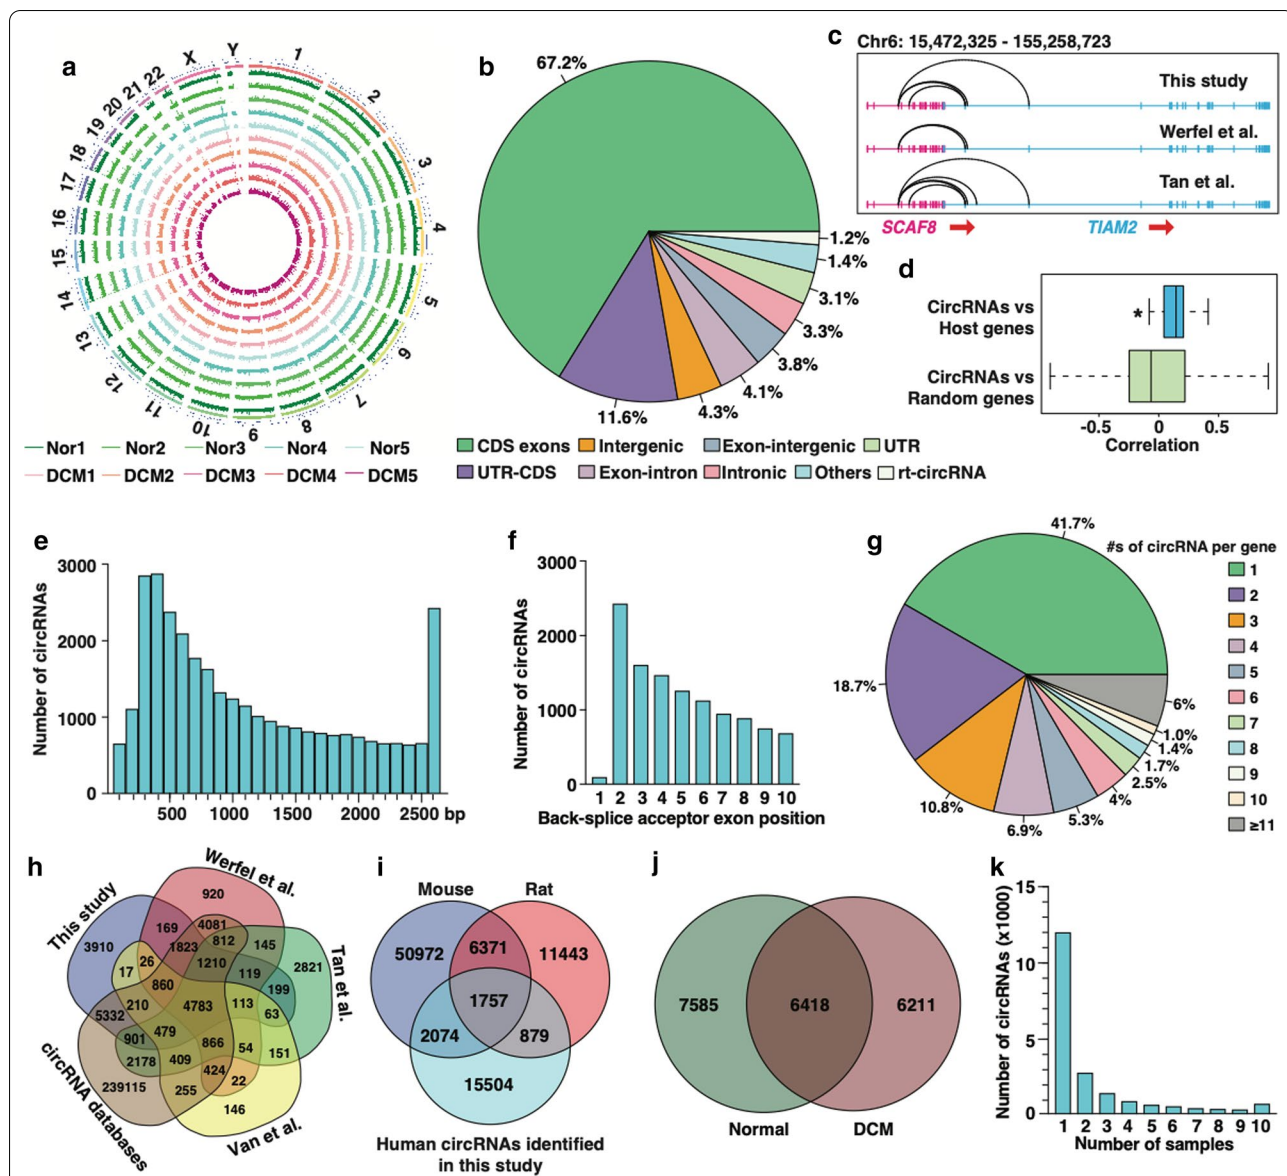 a
1
2
3
4
5
6
7
8
9
10
11
12
13
14
15
16
17
18
19
20
21
22
X
Y
Nor1 Nor2 Nor3 Nor4 Nor5
DCM1 DCM2 DCM3 DCM4 DCM5
b
67.2%
1.2%
1.4%
3.1%
3.3%
3.8%
4.1%
4.3%
11.6%
CDS exons Intergenic Exon-intergenic UTR
UTR-CDS Exon-intron Intronic Others rt-circRNA
c
Chr6: 15,472,325 - 155,258,723
This study
Werfel et al.
Tan et al.
SCAF8 TIAM2
d
CircRNAs vs
Host genes
*
CircRNAs vs
Random genes
-0.5 0 0.5
Correlation
e
Number of circRNAs
3000
2000
1000
0
500 1000 1500 2000 2500 bp
f
Number of circRNAs
3000
2000
1000
0
1 2 3 4 5 6 7 8 9 10
Back-splice acceptor exon position
g
#s of circRNA per gene
41.7%
18.7%
10.8%
6.9%
5.3%
4%
2.5%
1.7%
1.4%
1.0%
6%
1
2
3
4
5
6
7
8
9
10
≥11
h
This study
Werfel et al.
Tan et al.
Van et al.
circRNA databases
920
169
4081
3910
1823
812
145
26
1210
17
119
2821
860
199
210
4783
113
63
5332
479
901
866
54
151
2178
409
424
22
239115
255
146
i
Mouse Rat
50972
6371
11443
1757
2074
879
15504
Human circRNAs identified
in this study
j
7585
6418
6211
Normal DCM
k
Number of circRNAs (x1000)
15
10
5
0
1 2 3 4 5 6 7 8 9 10
Number of samples